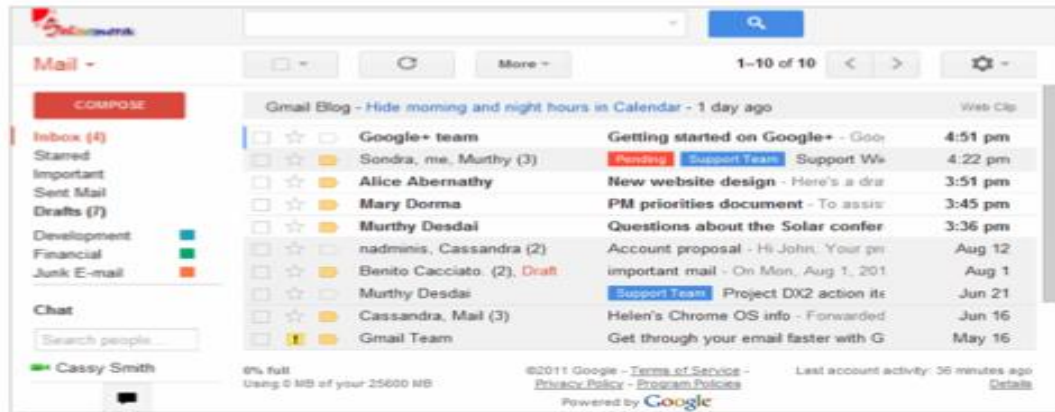 Mail
More
1–10 of 10
COMPOSE
Gmail Blog - Hide morning and night hours in Calendar - 1 day ago
Web Clip
Inbox (4)
Starred
Important
Sent Mail
Drafts (7)
Development
Financial
Junk E-mail
Chat
Search people...
Cassy Smith
Google+ team Getting started on Google+ - 4:51 pm
Sondra, me, Murthy (3) Pending Support Team Support 4:22 pm
Alice Abernathy New website design - Here's a 3:51 pm
Mary Dorma PM priorities document - To 3:45 pm
Murthy Desdai Questions about the Solar confer 3:36 pm
nadminis, Cassandra (2) Account proposal - Hi John, Your Aug 12
Benito Cacciato. (2), Draft important mail - On Mon, Aug 1, 201 Aug 1
Murthy Desdai Support Team Project DX2 action Jun 21
Cassandra, Mail (3) Helen's Chrome OS info - Forwarded Jun 16
Gmail Team Get through your email faster with G May 16
0% full
Using 0 MB of your 25600 MB
©2011 Google - Terms of Service -
Privacy Policy - Program Policies
Powered by Google
Last account activity: 36 minutes ago
Details